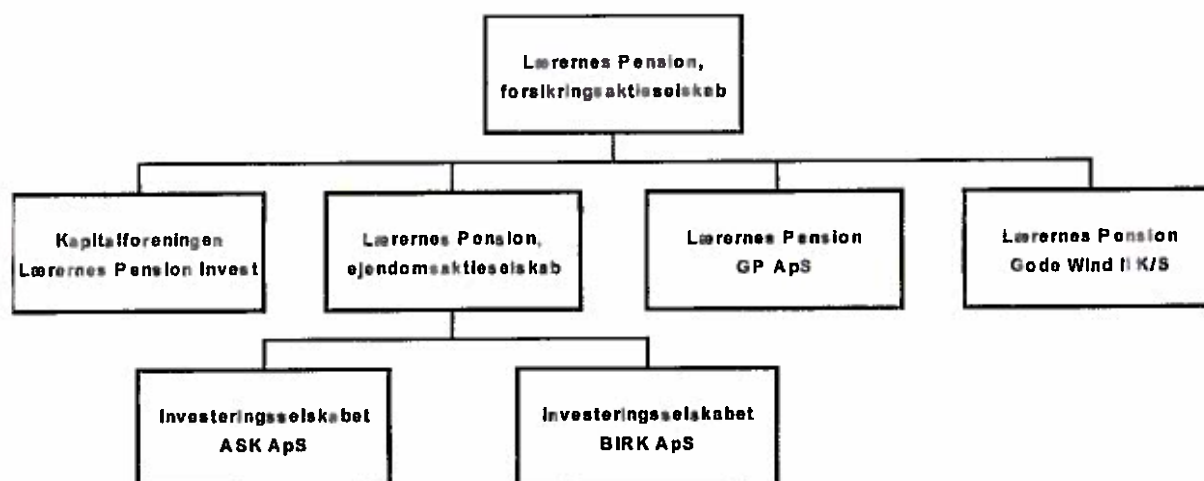 Lærernes Pension,
forsikringsaktieselskab
Kapitalforeningen
Lærernes Pension Invest
Lærernes Pension,
ejendomsaktieselskab
Lærernes Pension
GP ApS
Lærernes Pension
Gode Wind II K/S
Investeringsselskabet
ASK ApS
Investeringsselskabet
BIRK ApS